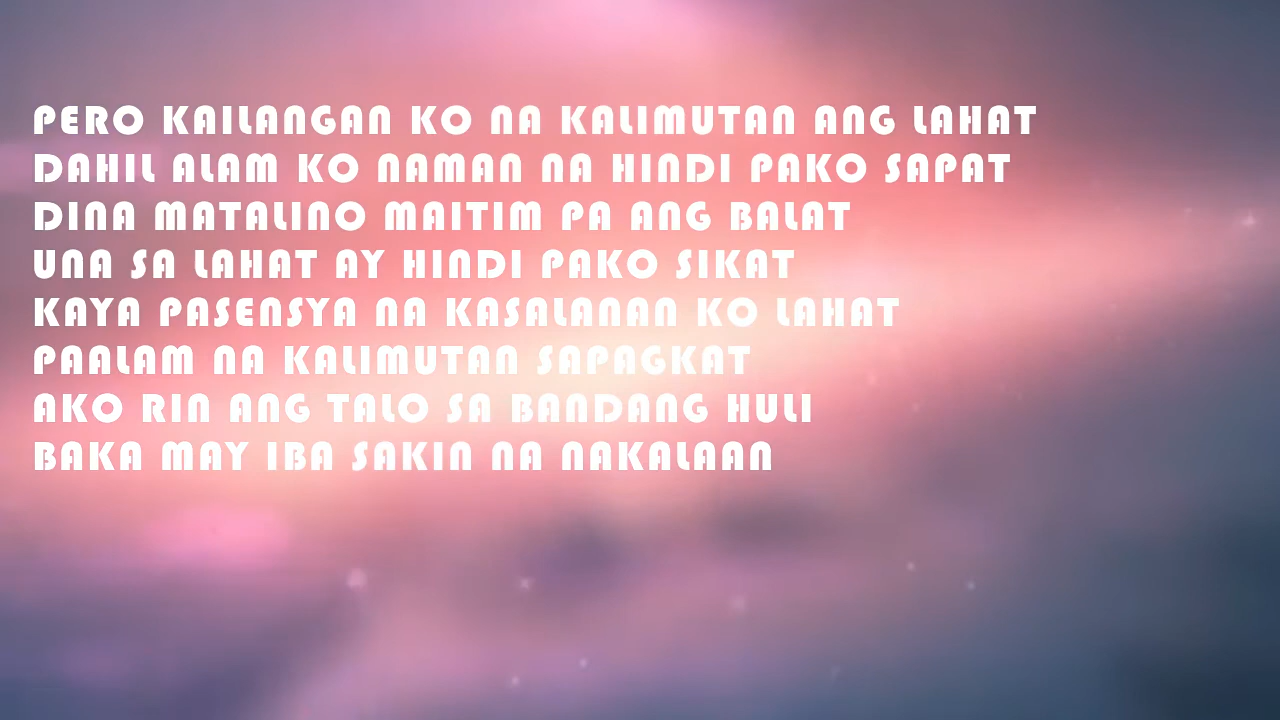 PERO KAILANGAN KO NA KALIMUTAN ANG LAHAT
DAHIL ALAM KO NAMAN NA HINDI PAKO SAPAT
DINA MATALINO MAITIM PA ANG BALAT
UNA SA LAHAT AY HINDI PAKO SIKAT
KAYA PASENSYA NA KASALANAN KO LAHAT
PAALAM NA KALIMUTAN SAPAGKAT
AKO RIN ANG TALO SA BANDANG HULI
BAKA MAY IBA SAKIN NA NAKALAAN